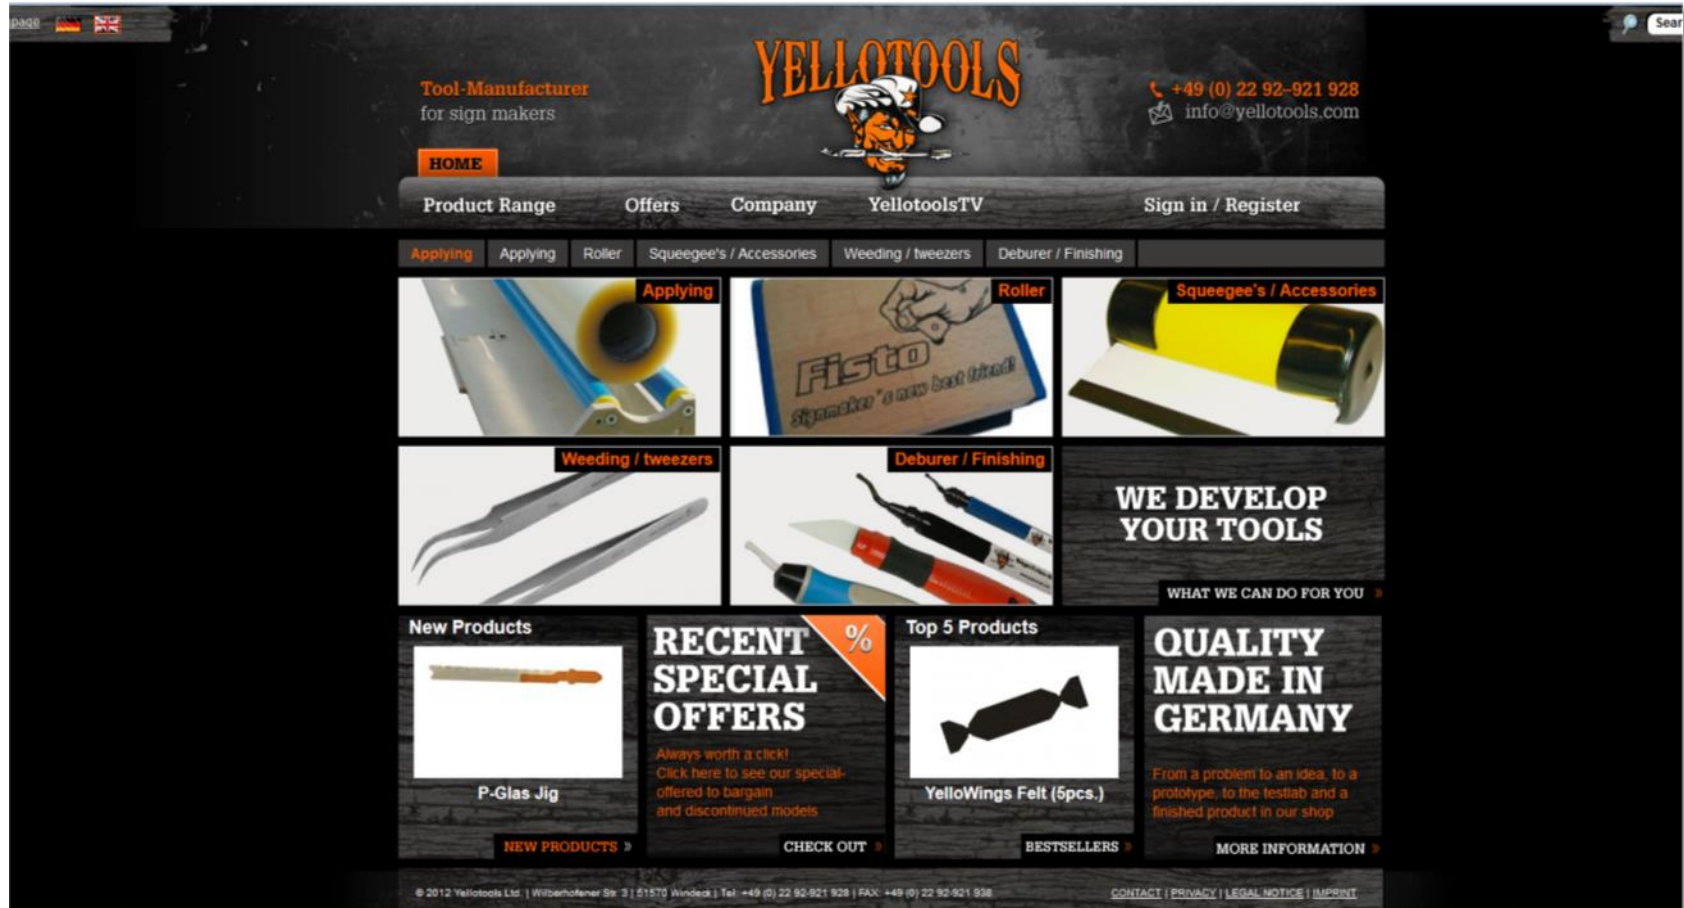 page
Sear
YELLOTOOLS
Tool-Manufacturer
for sign makers
+49 (0) 22 92–921 928
info@yellotools.com
HOME
Product Range Offers Company YellotoolsTV Sign in / Register
Applying Applying Roller Squeegee's / Accessories Weeding / tweezers Deburer / Finishing
Applying
Roller
Fisto
Signmaker's new best friend!
Squeegee's / Accessories
Weeding / tweezers
Deburer / Finishing
WE DEVELOP
YOUR TOOLS
WHAT WE CAN DO FOR YOU »
New Products
P-Glas Jig
NEW PRODUCTS »
RECENT
SPECIAL
OFFERS
%
Always worth a click!
Click here to see our special-
offered to bargain
and discontinued models
CHECK OUT »
Top 5 Products
YelloWings Felt (5pcs.)
BESTSELLERS »
QUALITY
MADE IN
GERMANY
From a problem to an idea, to a
prototype, to the testlab and a
finished product in our shop
MORE INFORMATION »
© 2012 Yellotools Ltd. | Wilberhofener Str. 3 | 51570 Windeck | Tel: +49 (0) 22 92-921 928 | FAX: +49 (0) 22 92-921 938
CONTACT | PRIVACY | LEGAL NOTICE | IMPRINT